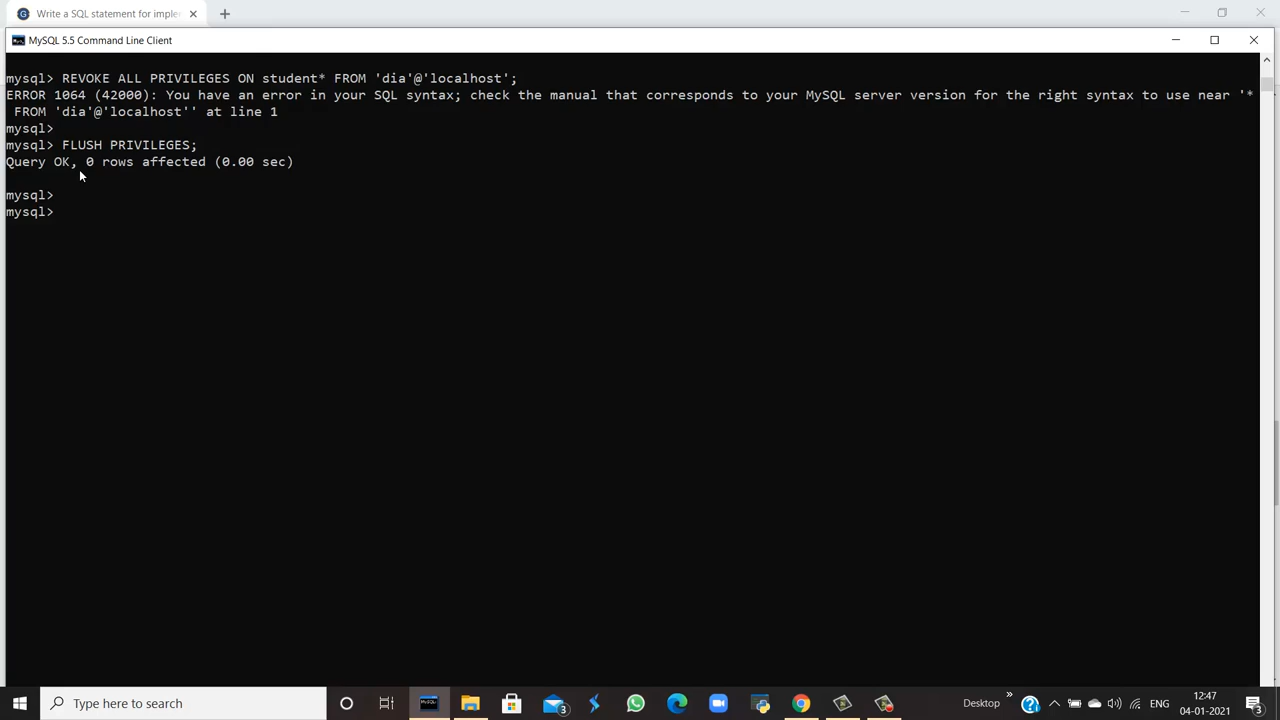 Write a SQL statement for imple
MySQL 5.5 Command Line Client
mysql> REVOKE ALL PRIVILEGES ON student* FROM 'dia'@'localhost';
ERROR 1064 (42000): You have an error in your SQL syntax; check the manual that corresponds to your MySQL server version for the right syntax to use near '*
FROM 'dia'@'localhost'' at line 1
mysql>
mysql> FLUSH PRIVILEGES;
Query OK, 0 rows affected (0.00 sec)
mysql>
mysql>
Type here to search
3
Desktop
ENG
12:47
04-01-2021
3